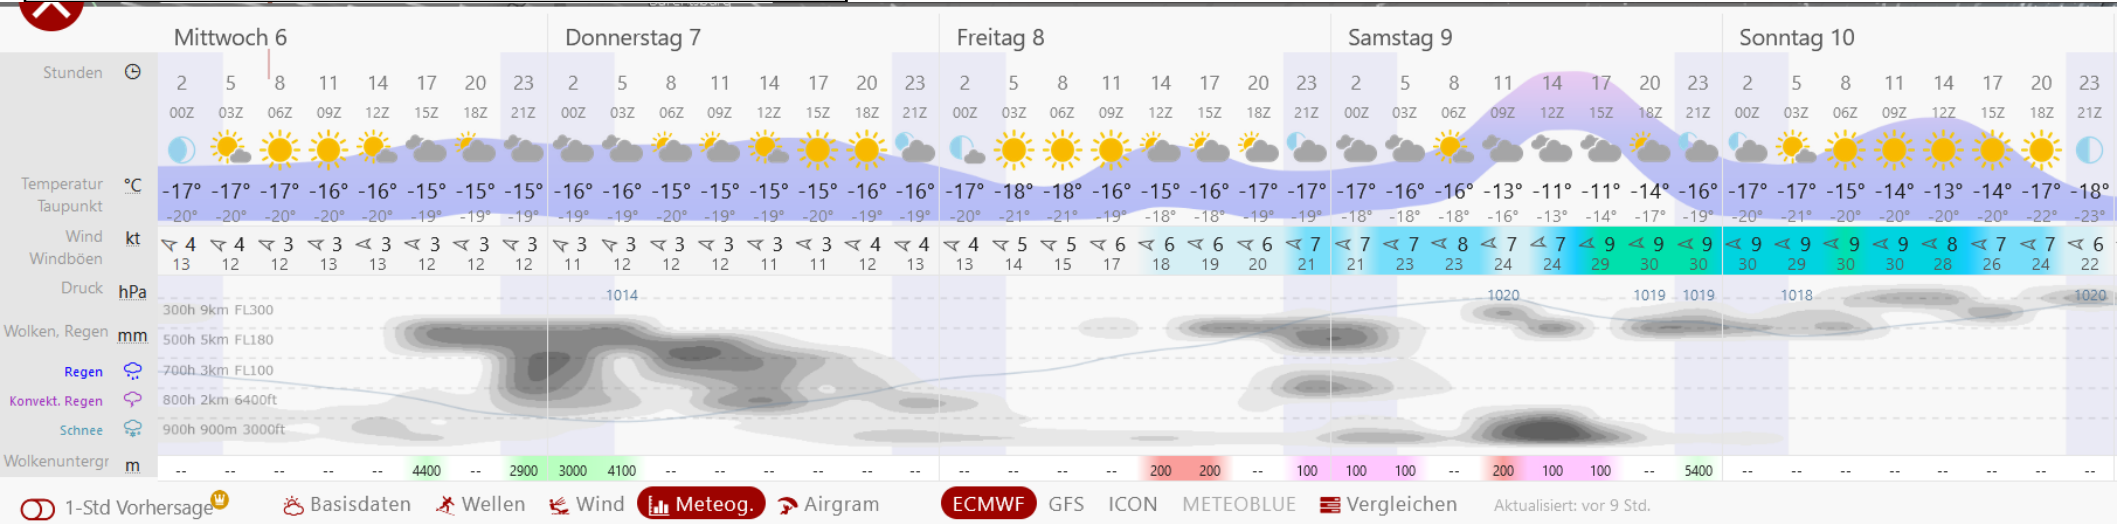 Mittwoch 6 Donnerstag 7 Freitag 8 Samstag 9 Sonntag 10
Stunden 2 5 8 11 14 17 20 23 2 5 8 11 14 17 20 23 2 5 8 11 14 17 20 23 2 5 8 11 14 17 20 23 2 5 8 11 14 17 20 23
00Z 03Z 06Z 09Z 12Z 15Z 18Z 21Z 00Z 03Z 06Z 09Z 12Z 15Z 18Z 21Z 00Z 03Z 06Z 09Z 12Z 15Z 18Z 21Z 00Z 03Z 06Z 09Z 12Z 15Z 18Z 21Z 00Z 03Z 06Z 09Z 12Z 15Z 18Z 21Z
Temperatur °C -17° -17° -17° -16° -16° -15° -15° -15° -16° -16° -15° -15° -15° -15° -16° -16° -17° -18° -18° -16° -15° -16° -17° -17° -17° -16° -16° -13° -11° -11° -14° -16° -17° -17° -15° -14° -13° -14° -17° -18°
Taupunkt -20° -20° -20° -20° -20° -19° -19° -19° -19° -19° -20° -20° -20° -19° -20° -19° -20° -21° -21° -19° -18° -18° -19° -19° -18° -18° -18° -16° -13° -14° -17° -19° -20° -21° -20° -20° -20° -20° -22° -23°
Wind kt 4 4 3 3 3 3 3 3 3 3 3 3 3 3 4 4 4 5 5 6 6 6 6 7 7 7 8 7 7 9 9 9 9 9 9 9 8 7 7 6
Windböen 13 12 12 13 13 12 12 12 11 12 12 12 11 11 12 12 13 14 15 17 18 19 20 21 21 23 23 24 24 29 30 30 30 29 30 30 28 26 24 22
Druck hPa 1014 1020 1019 1019 1018 1020
300h 9km FL300
Wolken, Regen mm
500h 5km FL180
Regen 700h 3km FL100
Konvekt. Regen 800h 2km 6400ft
Schnee 900h 900m 3000ft
Wolkenuntergr m -- -- -- -- -- 4400 -- 2900 3000 4100 -- -- -- -- -- -- -- -- -- -- 200 200 -- 100 100 100 -- 200 100 100 -- 5400 -- -- -- -- -- -- -- --
1-Std Vorhersage Basisdaten Wellen Wind Meteog. Airgram ECMWF GFS ICON METEOBLUE Vergleichen Aktualisiert: vor 9 Std.